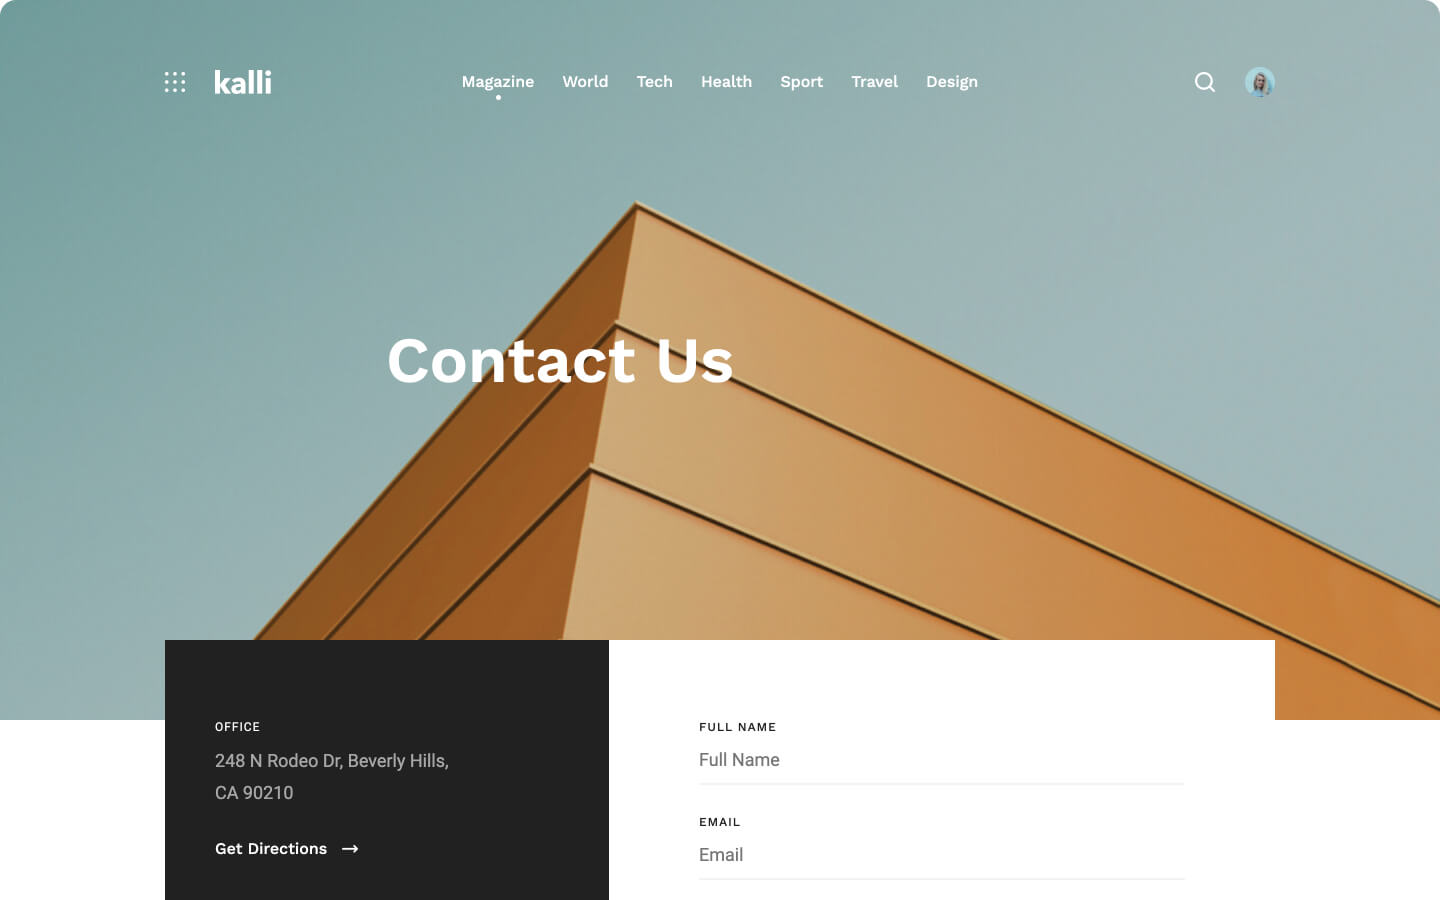 kalli
Magazine World Tech Health Sport Travel Design
Contact Us
OFFICE
248 N Rodeo Dr, Beverly Hills,
CA 90210
Get Directions
FULL NAME
Full Name
EMAIL
Email